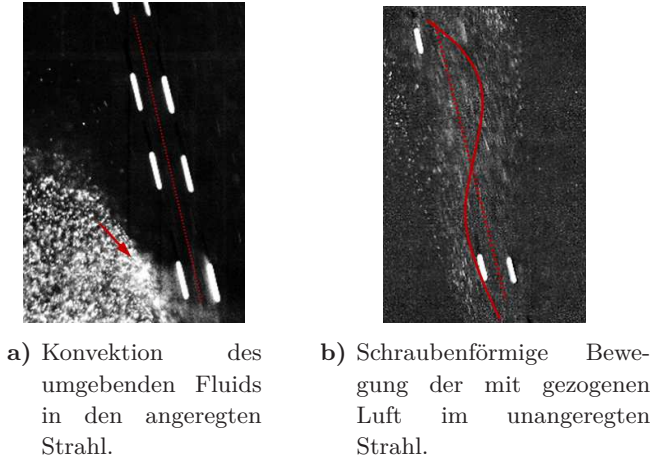 a) Konvektion des
umgebenden Fluids
in den angeregten
Strahl.
b) Schraubenförmige Bewe-
gung der mit gezogenen
Luft im unangeregten
Strahl.